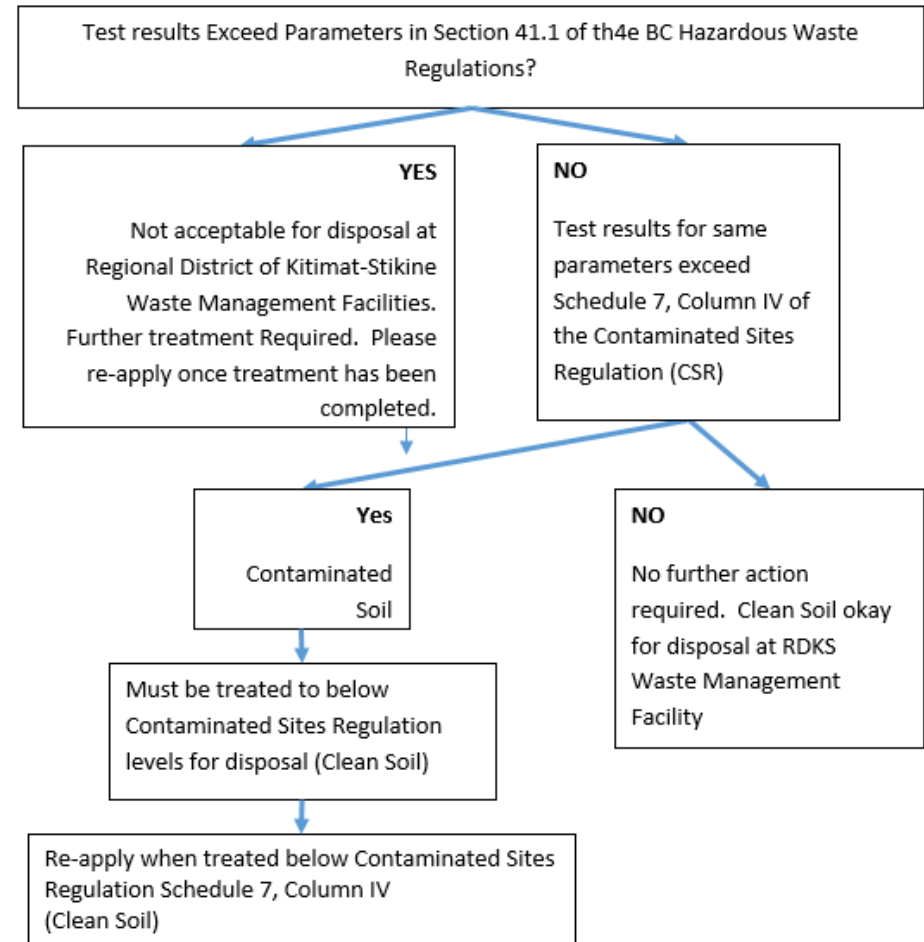 Test results Exceed Parameters in Section 41.1 of th4e BC Hazardous Waste
Regulations?
YES
Not acceptable for disposal at
Regional District of Kitimat-Stikine
Waste Management Facilities.
Further treatment Required.  Please
re-apply once treatment has been
completed.
NO
Test results for same
parameters exceed
Schedule 7, Column IV of
the Contaminated Sites
Regulation (CSR)
Yes
Contaminated
Soil
NO
No further action
required.  Clean Soil okay
for disposal at RDKS
Waste Management
Facility
Must be treated to below
Contaminated Sites Regulation
levels for disposal (Clean Soil)
Re-apply when treated below Contaminated Sites
Regulation Schedule 7, Column IV
(Clean Soil)